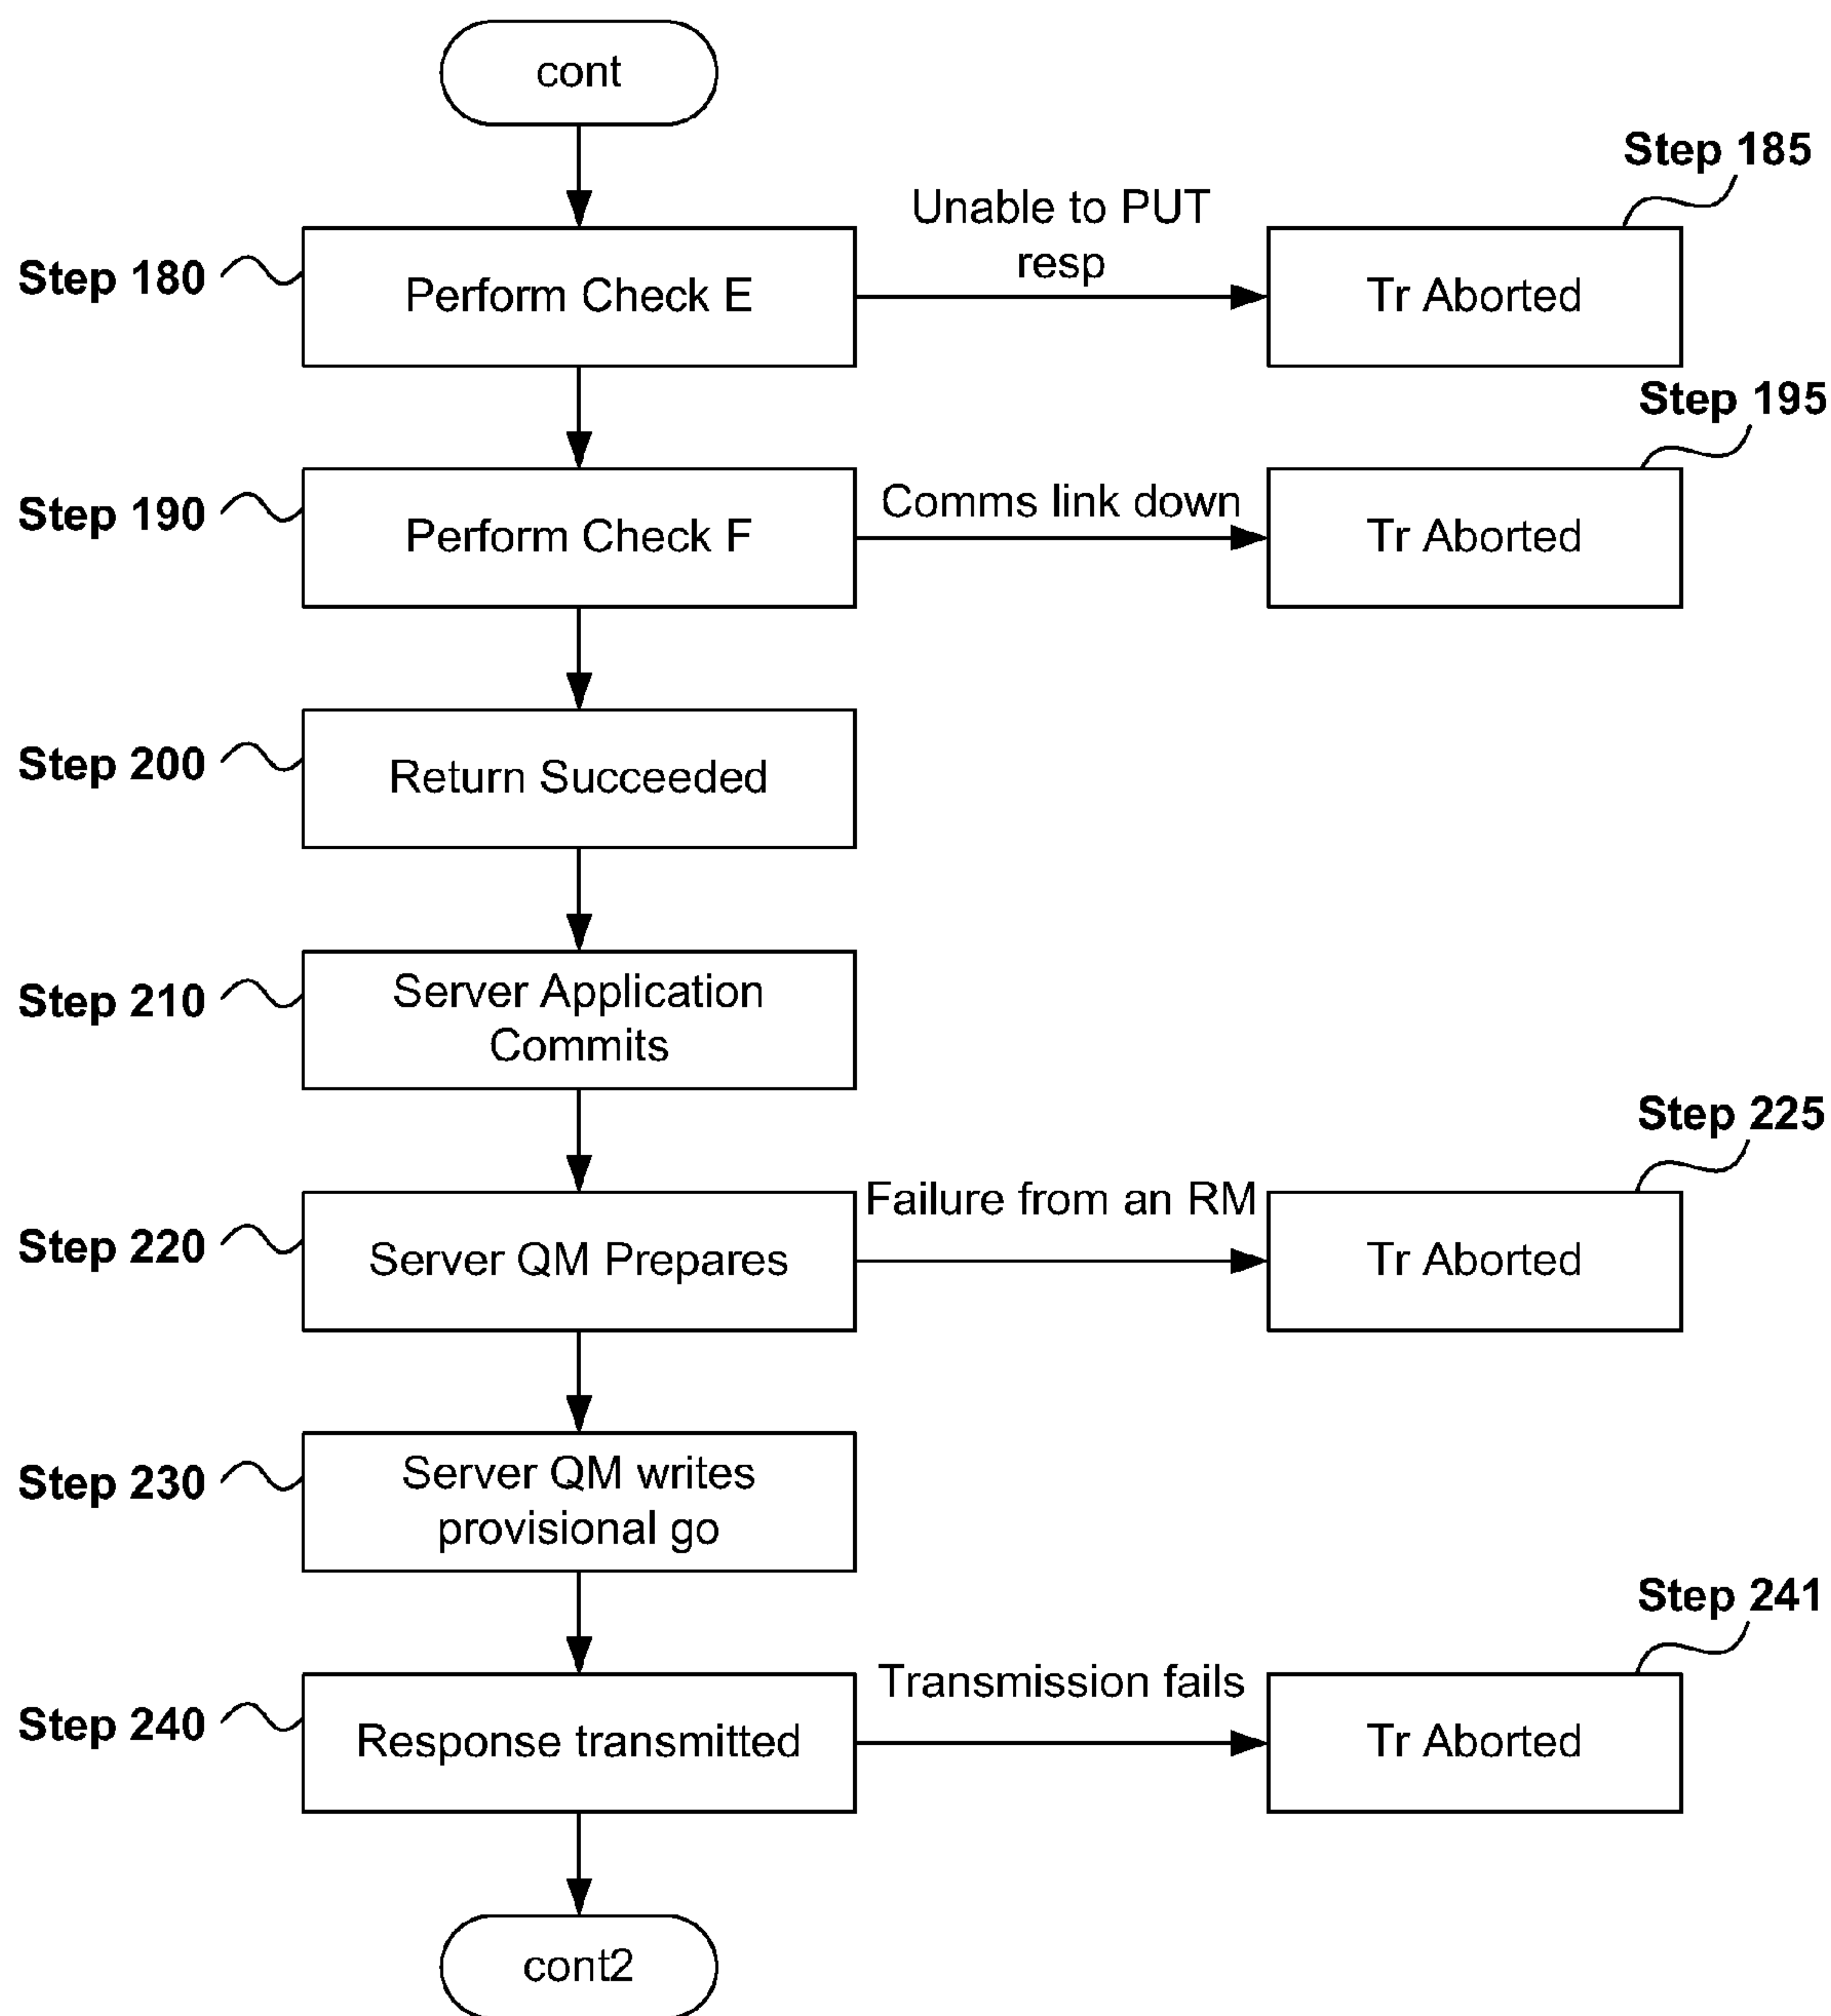 cont
Step 185
Unable to PUT
resp
Step 180
Perform Check E
Tr Aborted
Step 195
Comms link down
Step 190
Perform Check F
Tr Aborted
Step 200
Return Succeeded
Step 210
Server Application
Commits
Step 225
Failure from an RM
Step 220
Server QM Prepares
Tr Aborted
Step 230
Server QM writes
provisional go
Step 241
Transmission fails
Step 240
Response transmitted
Tr Aborted
cont2